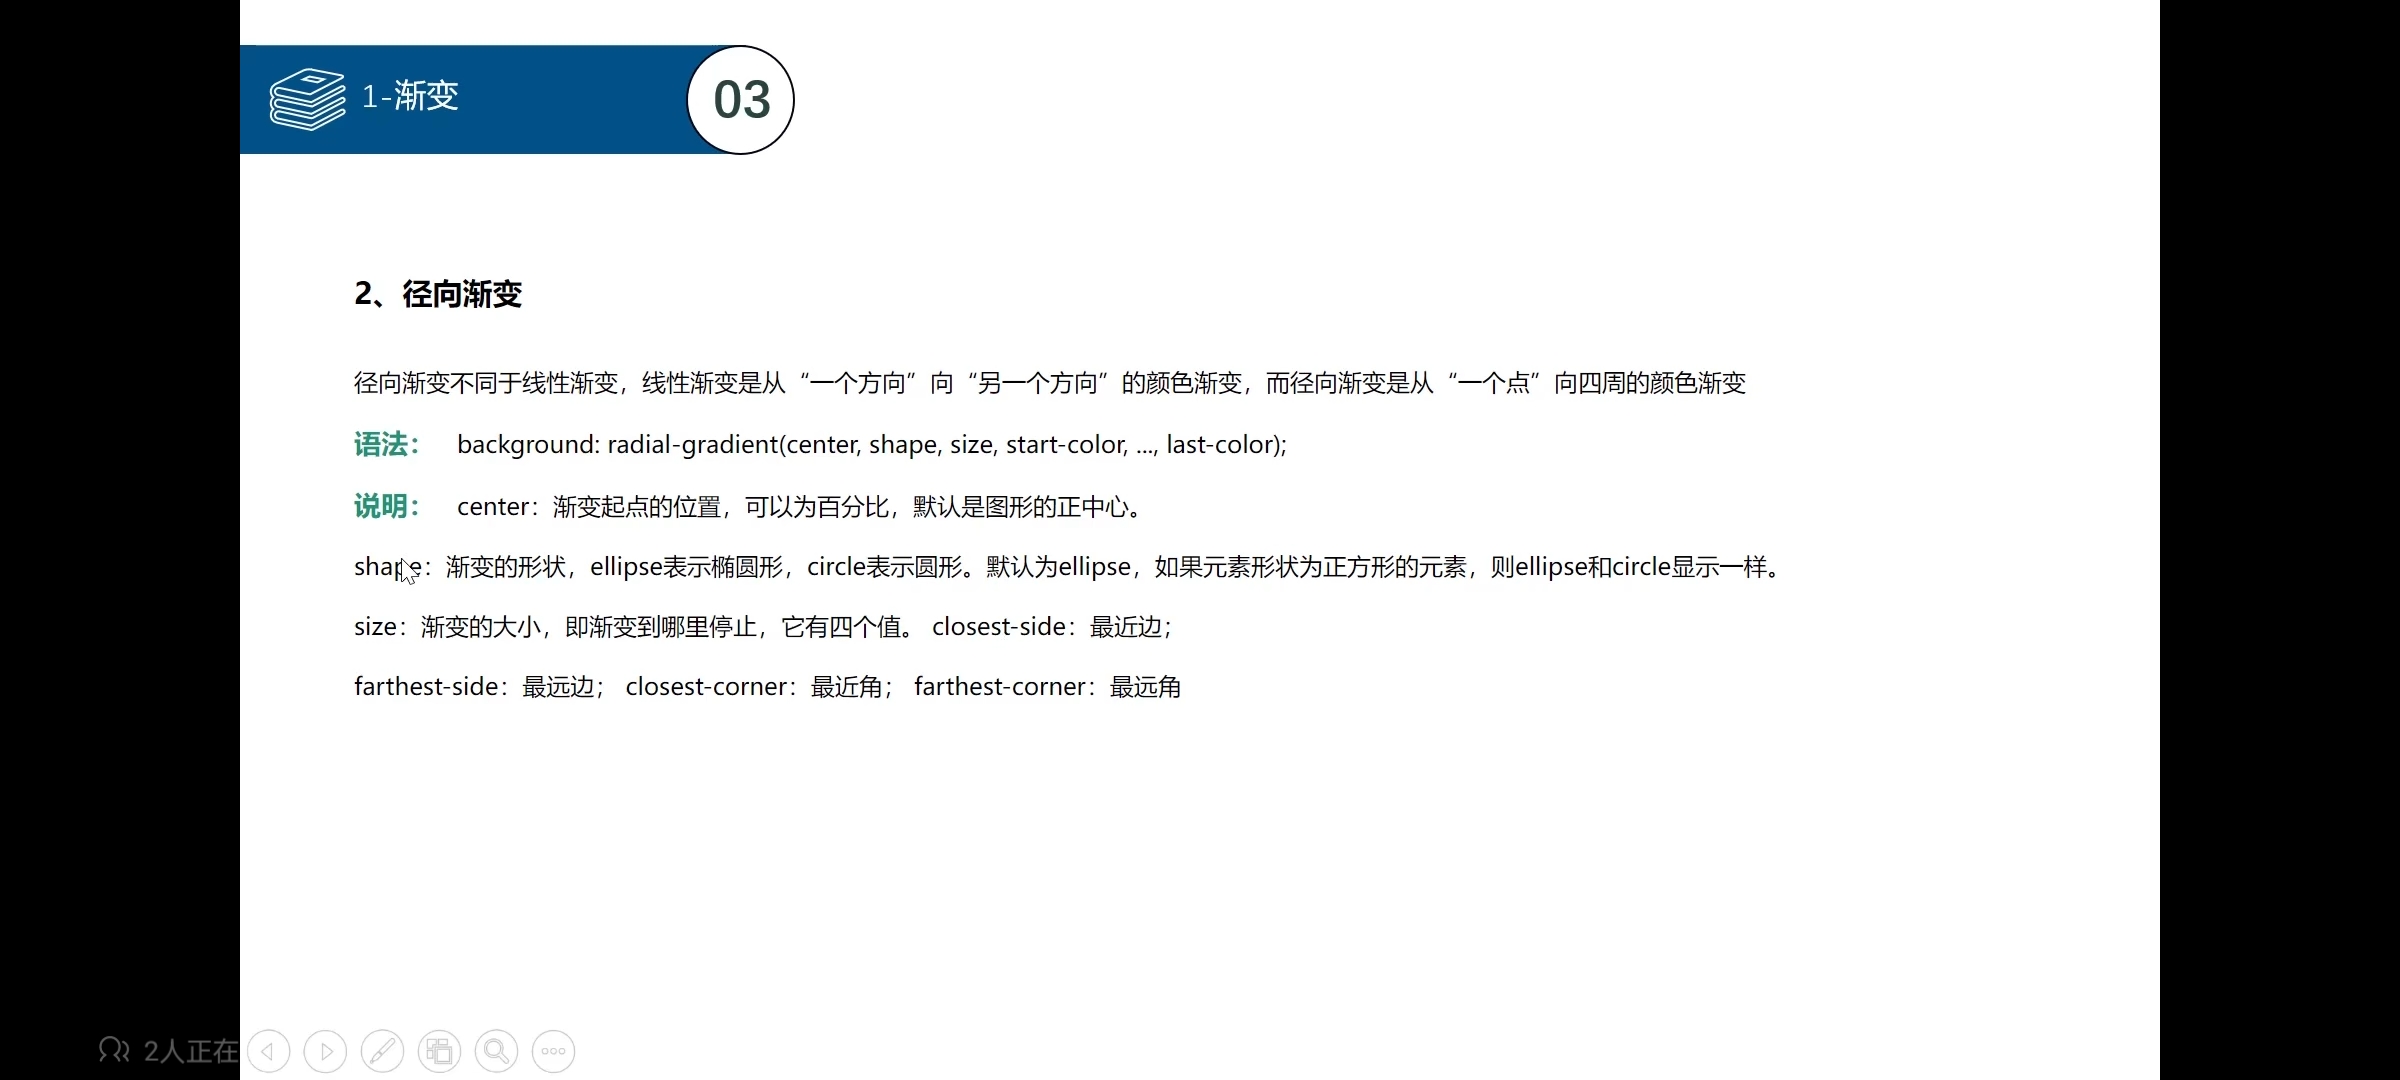 1-渐变
03
2、径向渐变
径向渐变不同于线性渐变，线性渐变是从“一个方向”向“另一个方向”的颜色渐变，而径向渐变是从“一个点”向四周的颜色渐变
语法： background: radial-gradient(center, shape, size, start-color, ..., last-color);
说明： center：渐变起点的位置，可以为百分比，默认是图形的正中心。
shape：渐变的形状，ellipse表示椭圆形，circle表示圆形。默认为ellipse，如果元素形状为正方形的元素，则ellipse和circle显示一样。
size：渐变的大小，即渐变到哪里停止，它有四个值。 closest-side：最近边；
farthest-side：最远边； closest-corner：最近角； farthest-corner：最远角
2人正在